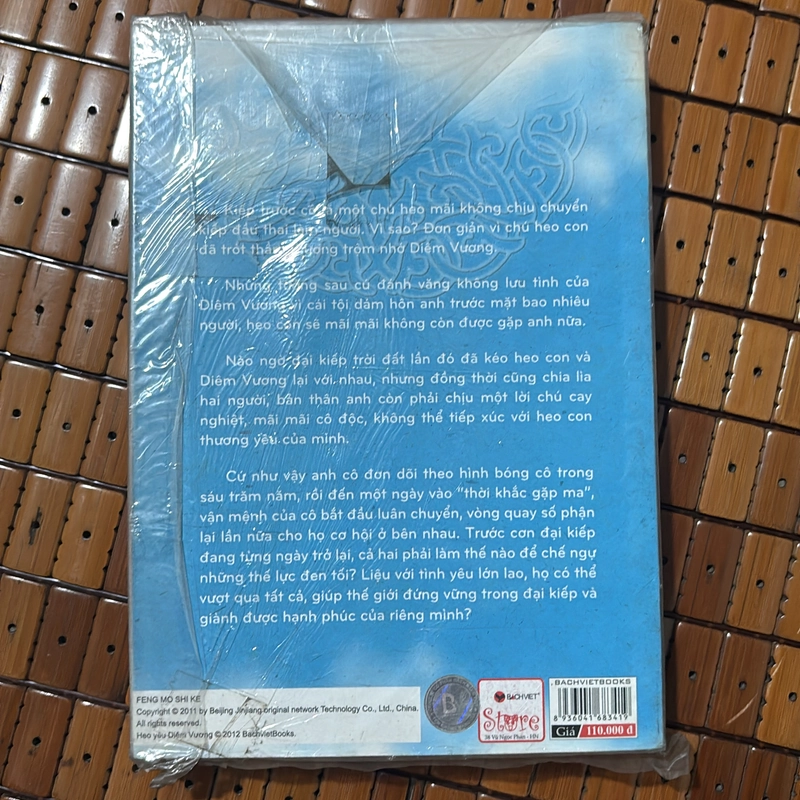 Kiếp trước cô là một chú heo mãi không chịu chuyển
kiếp đầu thai làm người. Vì sao? Đơn giản vì chú heo con
đã trót thầm thương trộm nhớ Diêm Vương.
Những tưởng sau cú đánh văng không lưu tình của
Diêm Vương vì cái tội dám hôn anh trước mặt bao nhiêu
người, heo con sẽ mãi mãi không còn được gặp anh nữa.
Nào ngờ đại kiếp trời đất lần đó đã kéo heo con và
Diêm Vương lại với nhau, nhưng đồng thời cũng chia lìa
hai người, bản thân anh còn phải chịu một lời chú cay
nghiệt, mãi mãi cô độc, không thể tiếp xúc với heo con
thương yêu của mình.
Cứ như vậy anh cô đơn dõi theo hình bóng cô trong
sáu trăm năm, rồi đến một ngày vào "thời khắc gặp ma",
vận mệnh của cô bắt đầu luân chuyển, vòng quay số phận
lại lần nữa cho họ cơ hội ở bên nhau. Trước cơn đại kiếp
đang từng ngày trở lại, cả hai phải làm thế nào để chế ngự
những thế lực đen tối? Liệu với tình yêu lớn lao, họ có thể
vượt qua tất cả, giúp thế giới đứng vững trong đại kiếp và
giành được hạnh phúc của riêng mình?
FENG MO SHI KE
Copyright © 2011 by Beijing Jinjiang original network Technology Co., Ltd., China.
All rights reserved.
Heo yêu Diêm Vương © 2012 BachvietBooks.
BACHVIET
Store
36 Vũ Ngọc Phan - HN
.BACHVIETBOOKS
8 936041 683419
Giá 110.000 đ